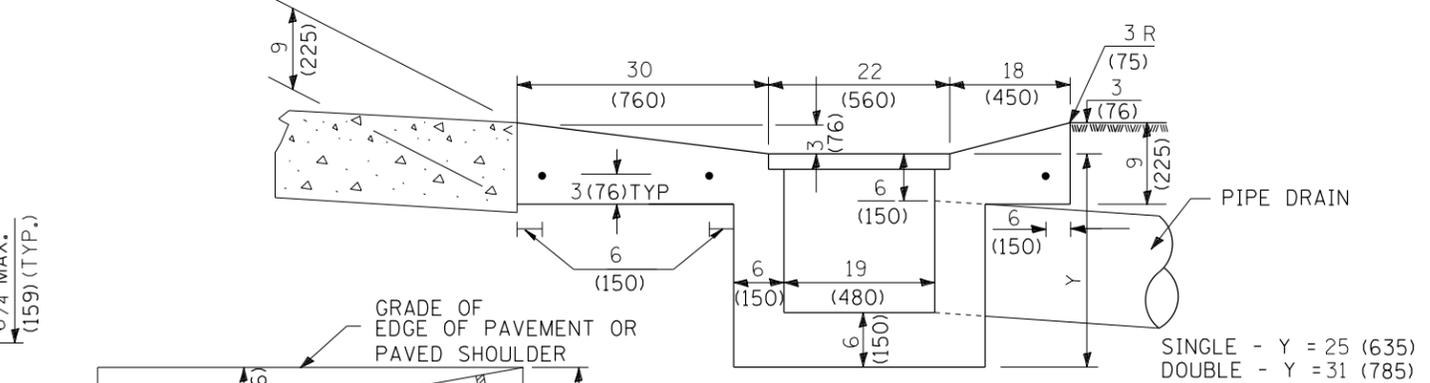 3 R
(75)
9
(225)
30
(760)
22
(560)
18
(450)
3
(76)
3
(76)
9
(225)
3(76)TYP
6
(150)
6
(150)
6
(150)
PIPE DRAIN
6
(150)
19
(480)
Y
6
(150)
MAX.
(159)(TYP.)
GRADE OF
EDGE OF PAVEMENT OR
PAVED SHOULDER
SINGLE - Y = 25 (635)
DOUBLE - Y = 31 (785)